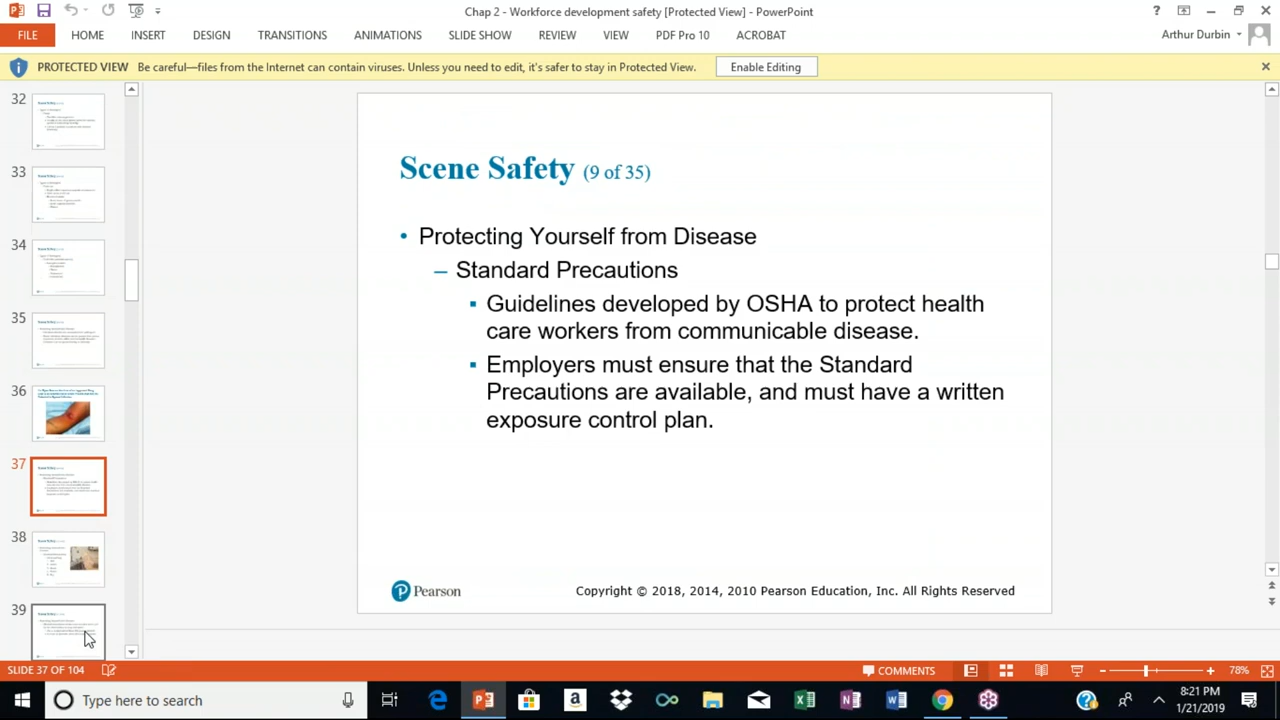 Chap 2 - Workforce development safety [Protected View] - PowerPoint
FILE HOME INSERT DESIGN TRANSITIONS ANIMATIONS SLIDE SHOW REVIEW VIEW PDF Pro 10 ACROBAT Arthur Durbin
PROTECTED VIEW Be careful—files from the Internet can contain viruses. Unless you need to edit, it's safer to stay in Protected View. Enable Editing
32
33
34
35
36
37
38
39
Scene Safety (9 of 35)
• Protecting Yourself from Disease
– Standard Precautions
▪ Guidelines developed by OSHA to protect health
care workers from communicable disease.
▪ Employers must ensure that the Standard
Precautions are available, and must have a written
exposure control plan.
Pearson
Copyright © 2018, 2014, 2010 Pearson Education, Inc. All Rights Reserved
SLIDE 37 OF 104 COMMENTS 78%
Type here to search
8:21 PM
1/21/2019